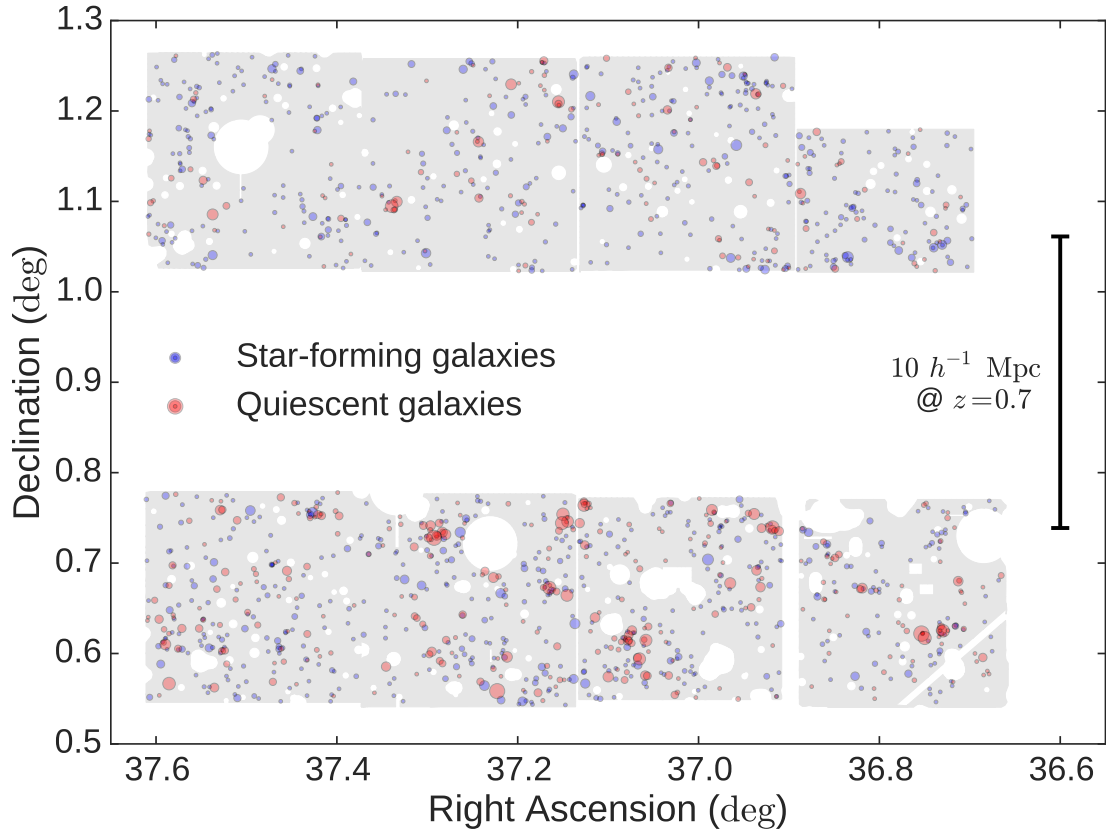 1.3
1.2
1.1
1.0
0.9
0.8
0.7
0.6
0.5
Declination (deg)
Star-forming galaxies
Quiescent galaxies
10 h⁻¹ Mpc
@ z=0.7
37.6 37.4 37.2 37.0 36.8 36.6
Right Ascension (deg)